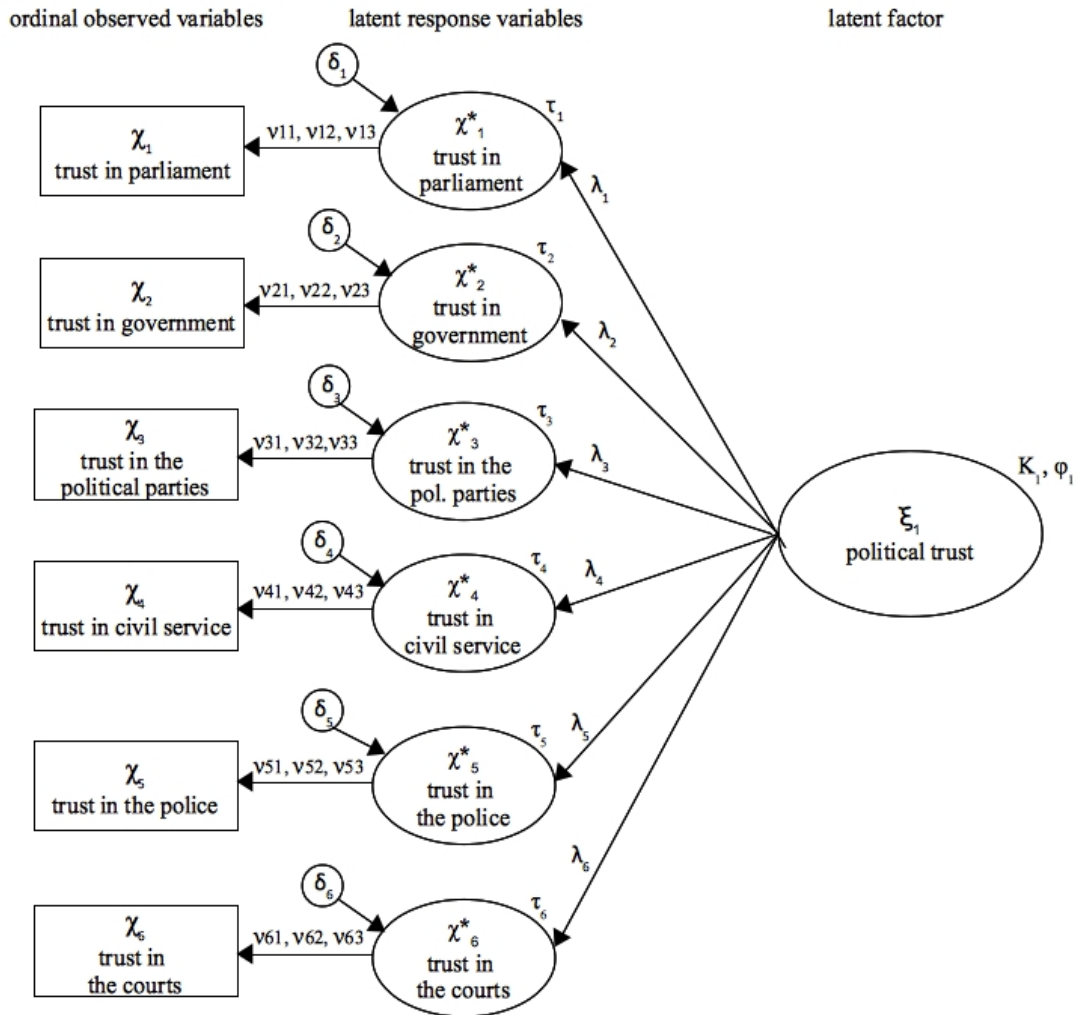 ordinal observed variables
latent response variables
latent factor
δ₁
χ₁
trust in parliament
ν11, ν12, ν13
χ*₁
trust in
parliament
τ₁
λ₁
δ₂
χ₂
trust in government
ν21, ν22, ν23
χ*₂
trust in
government
τ₂
λ₂
δ₃
χ₃
trust in the
political parties
ν31, ν32,ν33
χ*₃
trust in the
pol. parties
τ₃
λ₃
Κ₁, φ₁
ξ₁
political trust
δ₄
χ₄
trust in civil service
ν41, ν42, ν43
χ*₄
trust in
civil service
τ₄
λ₄
δ₅
χ₅
trust in the police
ν51, ν52, ν53
χ*₅
trust in
the police
τ₅
λ₅
δ₆
χ₆
trust in
the courts
ν61, ν62, ν63
χ*₆
trust in
the courts
τ₆
λ₆